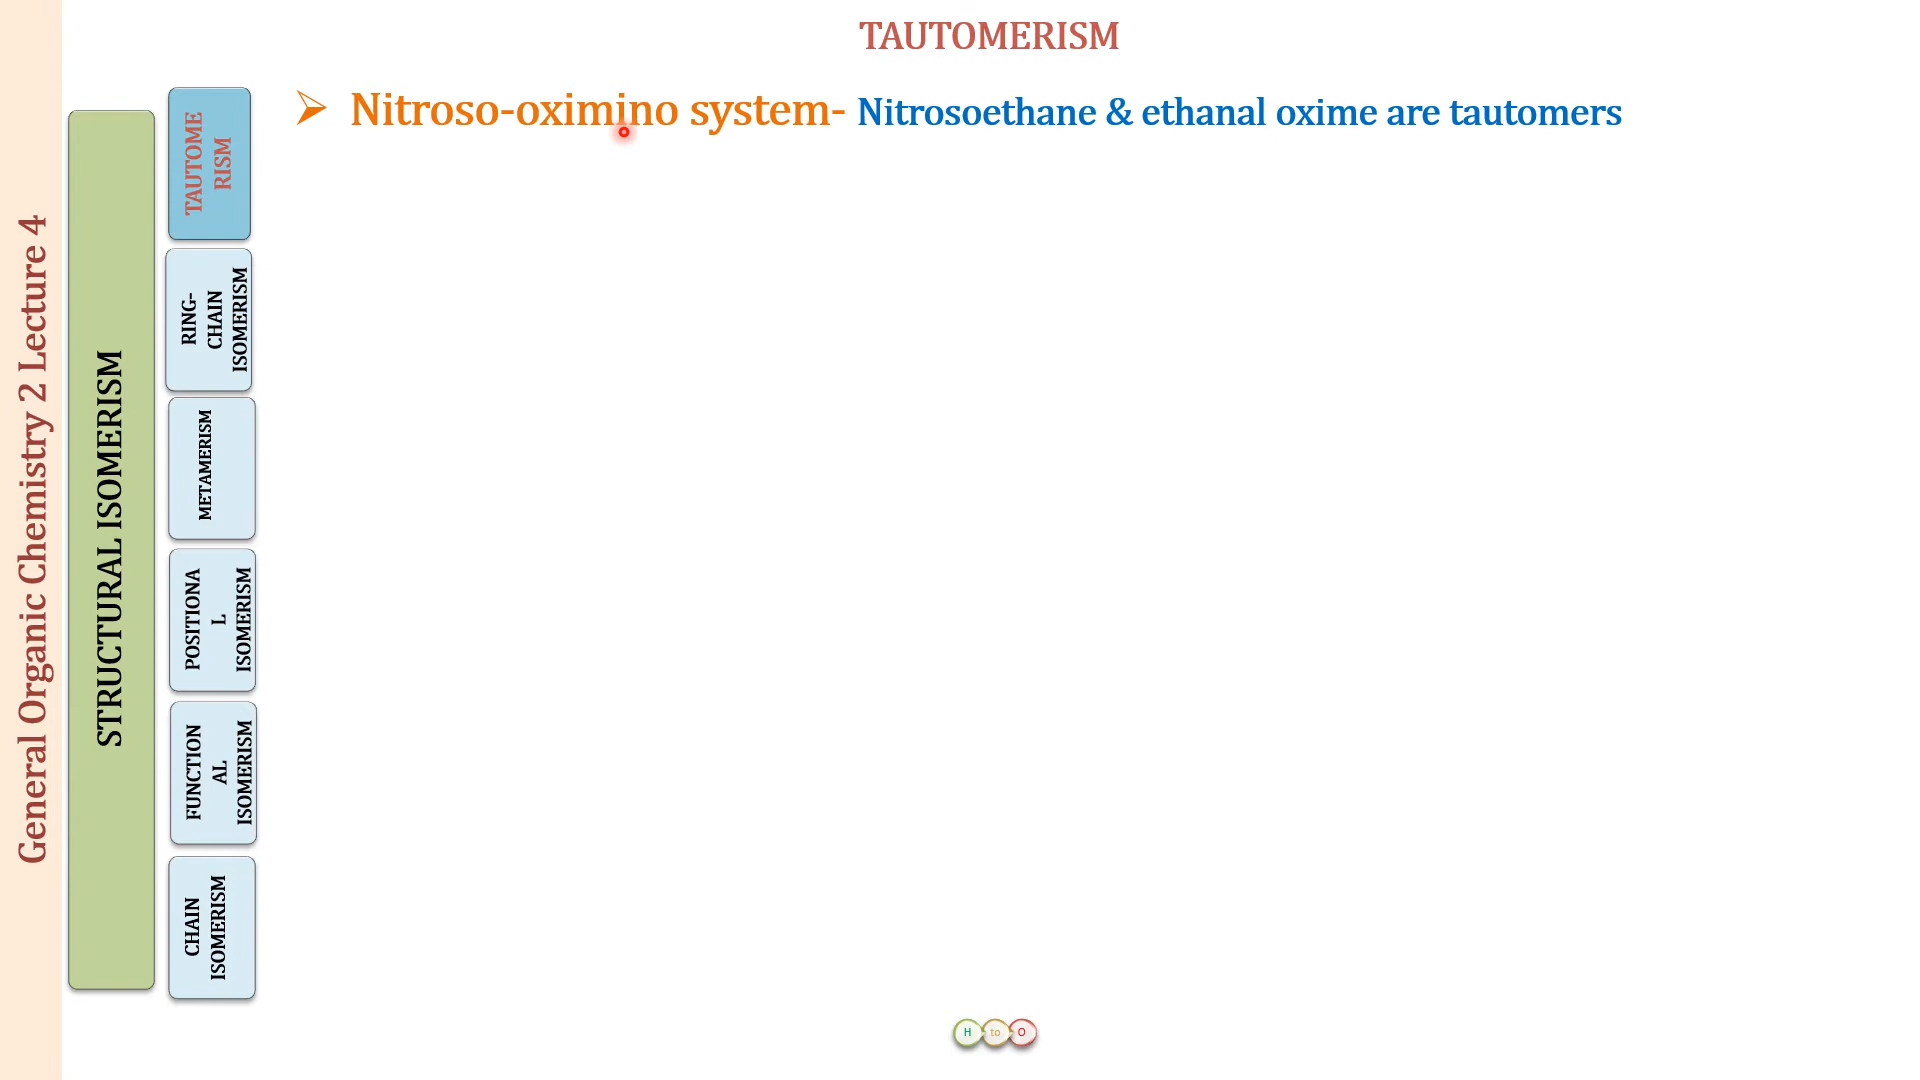 TAUTOMERISM
➢ Nitroso-oximino system- Nitrosoethane & ethanal oxime are tautomers
General Organic Chemistry 2 Lecture 4
STRUCTURAL ISOMERISM
TAUTOME
RISM
RING-
CHAIN
ISOMERISM
METAMERISM
POSITIONA
L
ISOMERISM
FUNCTION
AL
ISOMERISM
CHAIN
ISOMERISM
H to O